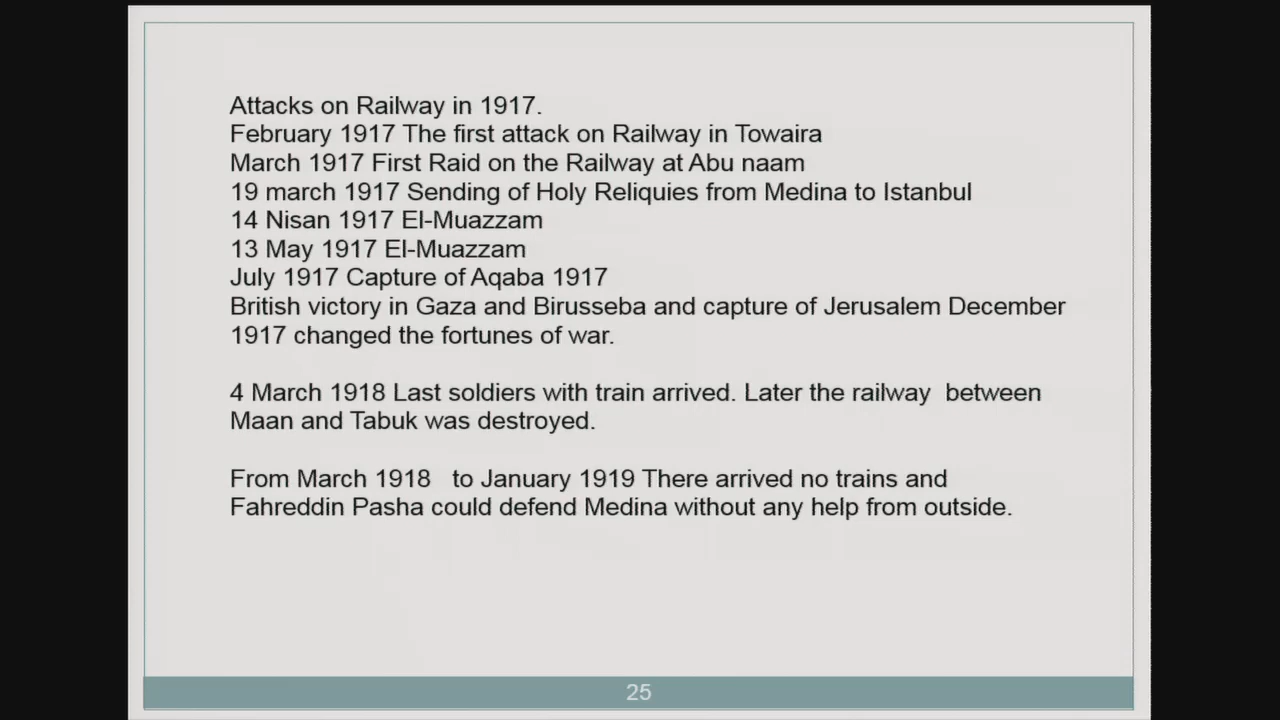 Attacks on Railway in 1917.
February 1917 The first attack on Railway in Towaira
March 1917 First Raid on the Railway at Abu naam
19 march 1917 Sending of Holy Reliquies from Medina to Istanbul
14 Nisan 1917 El-Muazzam
13 May 1917 El-Muazzam
July 1917 Capture of Aqaba 1917
British victory in Gaza and Birusseba and capture of Jerusalem December
1917 changed the fortunes of war.
4 March 1918 Last soldiers with train arrived. Later the railway  between
Maan and Tabuk was destroyed.
From March 1918   to January 1919 There arrived no trains and
Fahreddin Pasha could defend Medina without any help from outside.
25